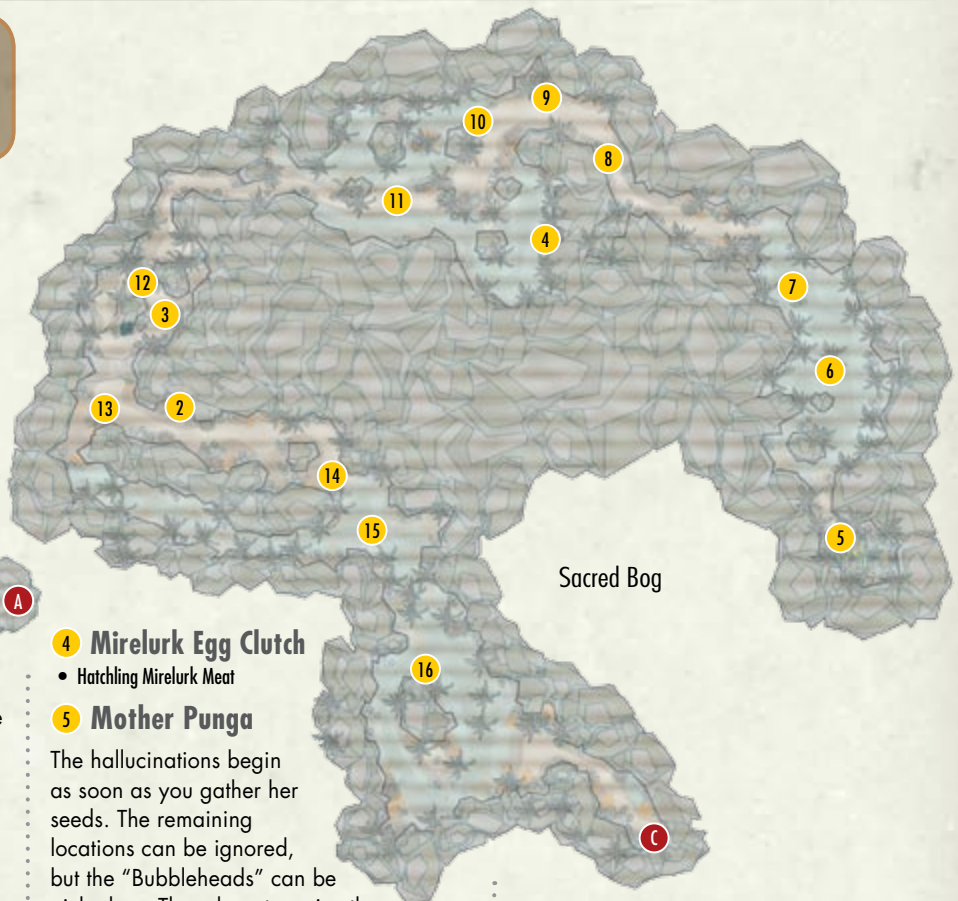 9
10
8
11
4
12
7
3
6
13
2
14
15
5
Sacred Bog
A
4 Mirelurk Egg Clutch
• Hatchling Mirelurk Meat
16
5 Mother Punga
The hallucinations begin
as soon as you gather her
seeds. The remaining
locations can be ignored,
but the “Bubbleheads” can be
C